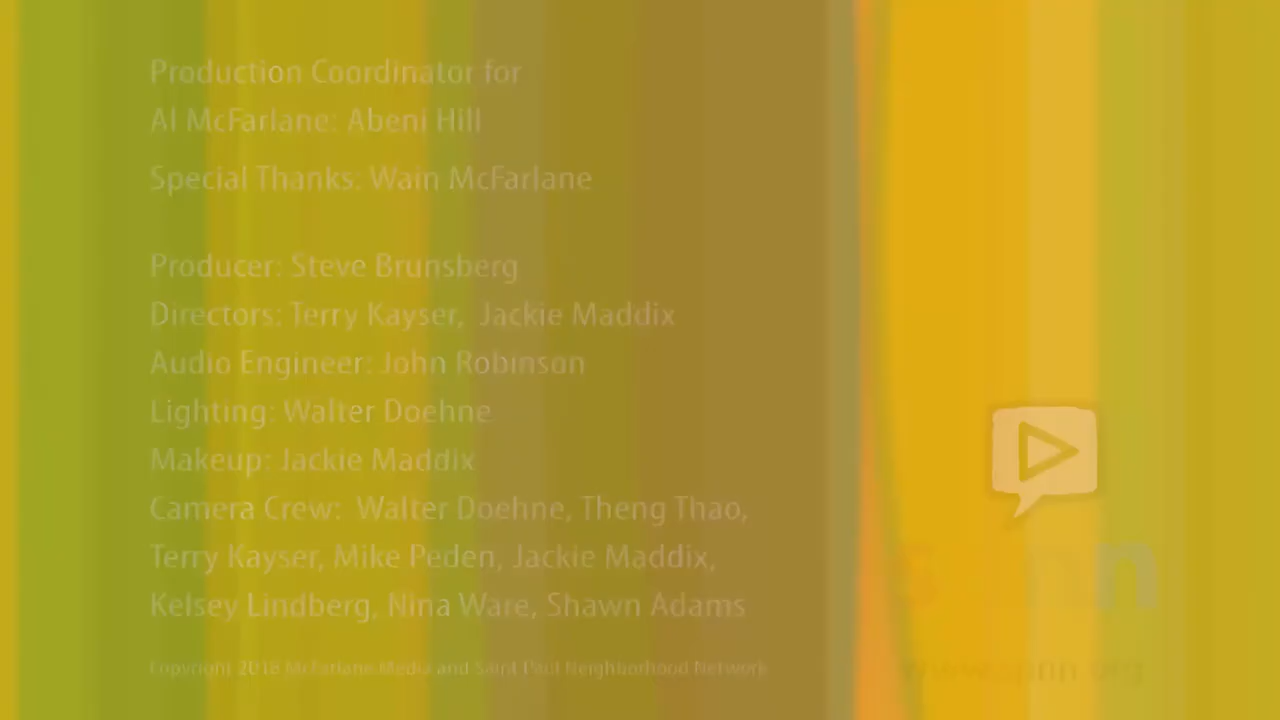 Production Coordinator for
Al McFarlane: Abeni Hill
Special Thanks: Wain McFarlane
Producer: Steve Brunsberg
Directors: Terry Kayser, Jackie Maddix
Audio Engineer: John Robinson
Lighting: Walter Doehne
Makeup: Jackie Maddix
Camera Crew: Walter Doehne, Theng Thao,
Terry Kayser, Mike Peden, Jackie Maddix,
Kelsey Lindberg, Nina Ware, Shawn Adams
Copyright 2018 McFarlane Media and Saint Paul Neighborhood Network